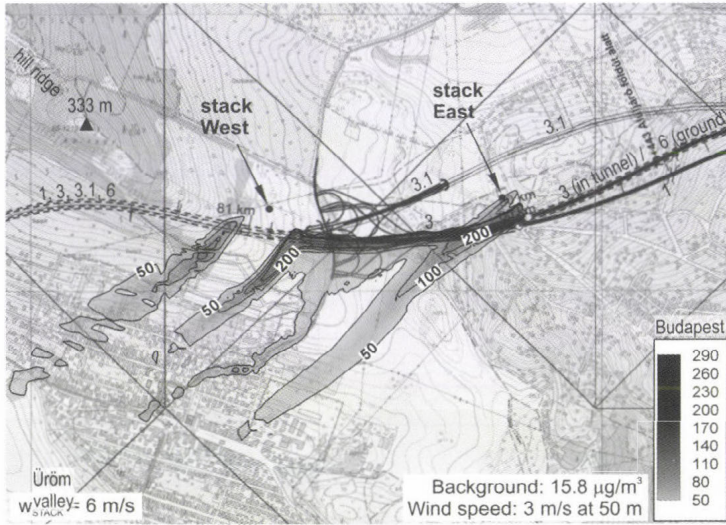 hill ridge
333 m
stack
West
stack
East
3.1
3.1
3
1, 3, 3.1, 6
81 km
km
3 (in tunnel) / 6 (ground)
1
200
200
100
50
50
50
Budapest
290
260
230
200
170
140
110
80
50
Üröm
valley
w STACK = 6 m/s
Background: 15.8 µg/m³
Wind speed: 3 m/s at 50 m